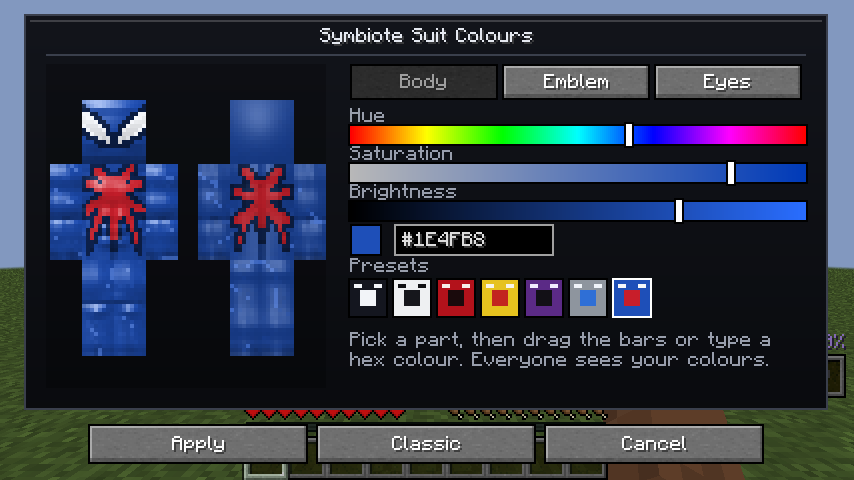 Symbiote Suit Colours
Body
Emblem
Eyes
Hue
Saturation
Brightness
#1E4FB8
Presets
Pick a part, then drag the bars or type a
hex colour. Everyone sees your colours.
Apply
Classic
Cancel